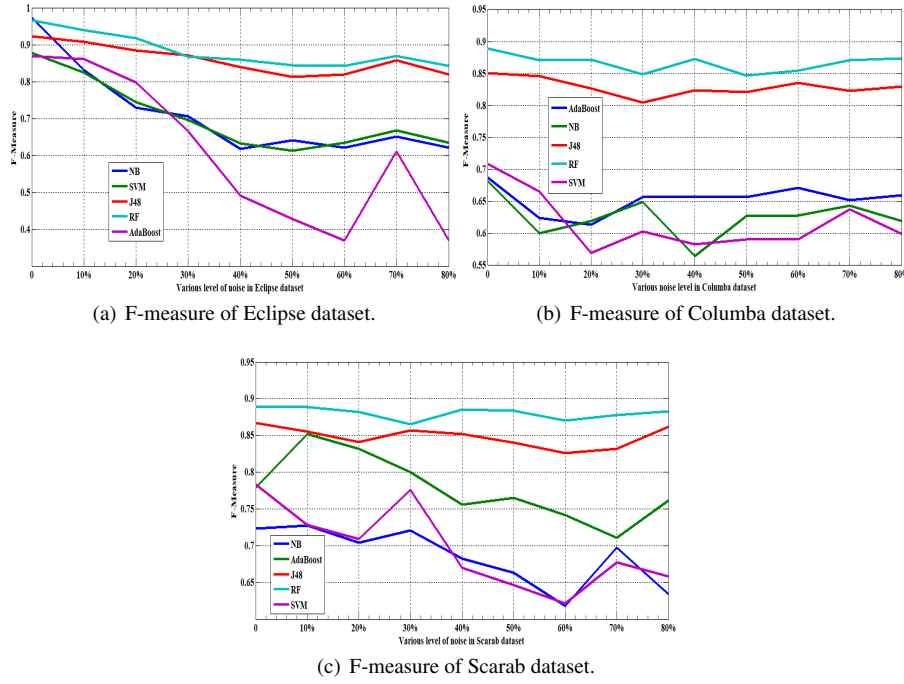 1
0.9
0.8
0.7
0.6
0.5
0.4
F-Measure
NB
SVM
J48
RF
AdaBoost
0 10% 20% 30% 40% 50% 60% 70% 80%
Various level of noise in Eclipse dataset
(a) F-measure of Eclipse dataset.
0.95
0.9
0.85
0.8
0.75
0.7
0.65
0.6
0.55
F-Measure
AdaBoost
NB
J48
RF
SVM
0 10% 20% 30% 40% 50% 60% 70% 80%
Various noise level in Columba dataset
(b) F-measure of Columba dataset.
0.95
0.9
0.85
0.8
0.75
0.7
0.65
F-Measure
NB
AdaBoost
J48
RF
SVM
0 10% 20% 30% 40% 50% 60% 70% 80%
Various level of noise in Scarab dataset
(c) F-measure of Scarab dataset.